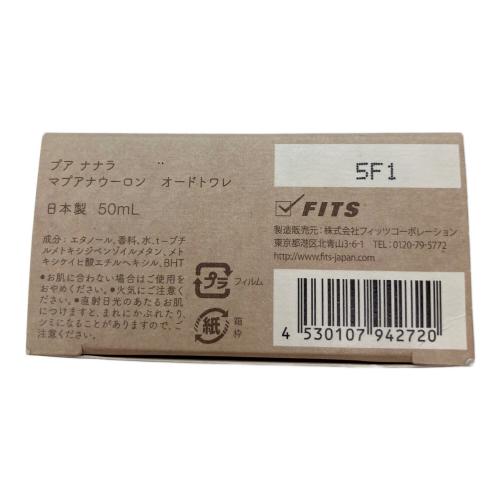 プア ナナラ
マプアナウーロン オードトワレ
日本製 50mL
成分：エタノール、香料、水、t-ブチ
ルメトキシジベンゾイルメタン、メト
キシケイヒ酸エチルヘキシル、BHT
●お肌に合わない場合はご使用を
おやめください。●火気にご注意く
ださい。●直射日光のあたるお肌
につけますと、まれにかぶれたり、
シミになることがありますので、ご
注意ください。
プラ フィルム
紙 箱 枠
5F1
FITS
製造販売元：株式会社フィッツコーポレーション
東京都港区北青山3-6-1 TEL：0120-79-5772
http://www.fits-japan.com/
4 530107 942720